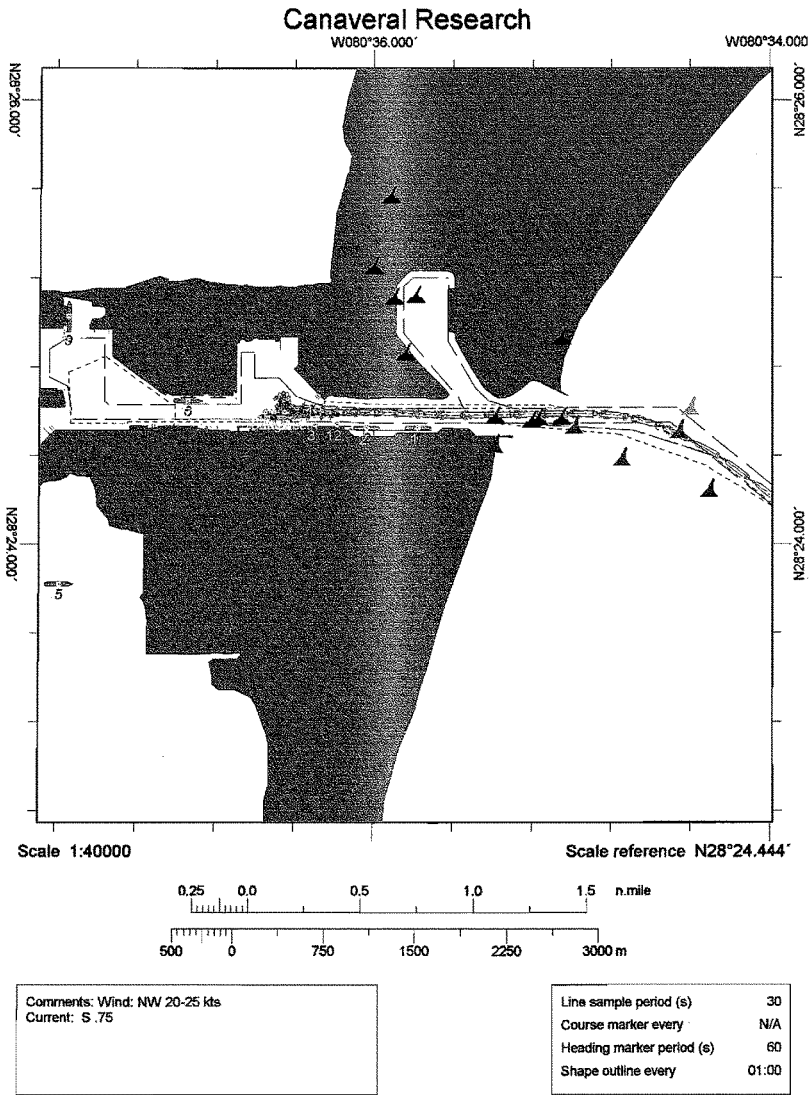 Canaveral Research
W080°36.000´
W080°34.000
N28°26.000´
N28°26.000´
N28°24.000´
N28°24.000´
6
5
Scale 1:40000
Scale reference N28°24.444´
0.25 0.0 0.5 1.0 1.5 n.mile
500 0 750 1500 2250 3000 m
Comments: Wind: NW 20-25 kts
Current: S .75
Line sample period (s) 30
Course marker every N/A
Heading marker period (s) 60
Shape outline every 01:00